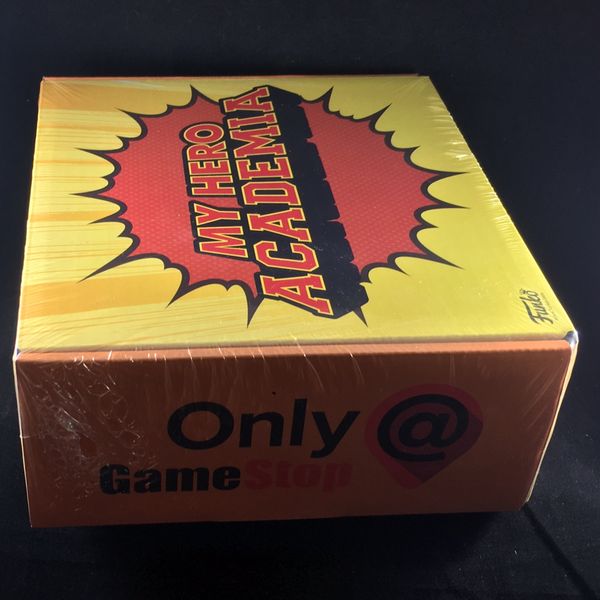 MY HERO
ACADEMIA
Funko
Only @
GameStop